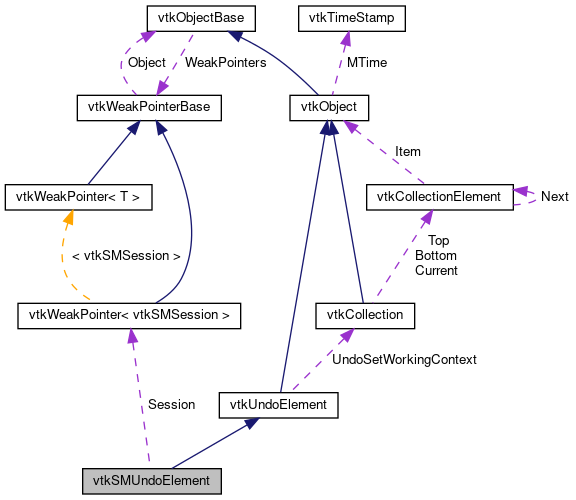 vtkObjectBase
vtkTimeStamp
Object
WeakPointers
MTime
vtkWeakPointerBase
vtkObject
Item
vtkWeakPointer< T >
vtkCollectionElement
Next
< vtkSMSession >
Top
Bottom
Current
vtkWeakPointer< vtkSMSession >
vtkCollection
UndoSetWorkingContext
Session
vtkUndoElement
vtkSMUndoElement